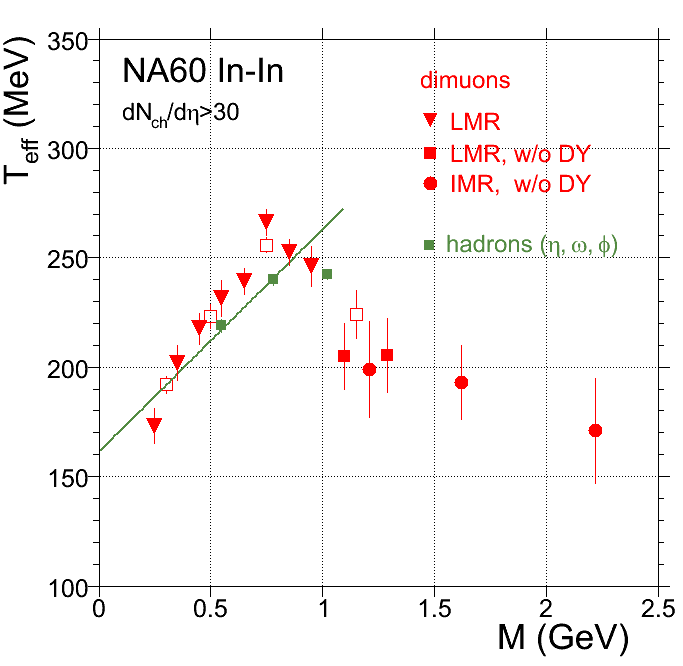 NA60 In-In
dN_ch/dη>30
dimuons
LMR
LMR, w/o DY
IMR, w/o DY
hadrons (η, ω, ϕ)
T_eff (MeV)
350
300
250
200
150
100
0 0.5 1 1.5 2 2.5
M (GeV)